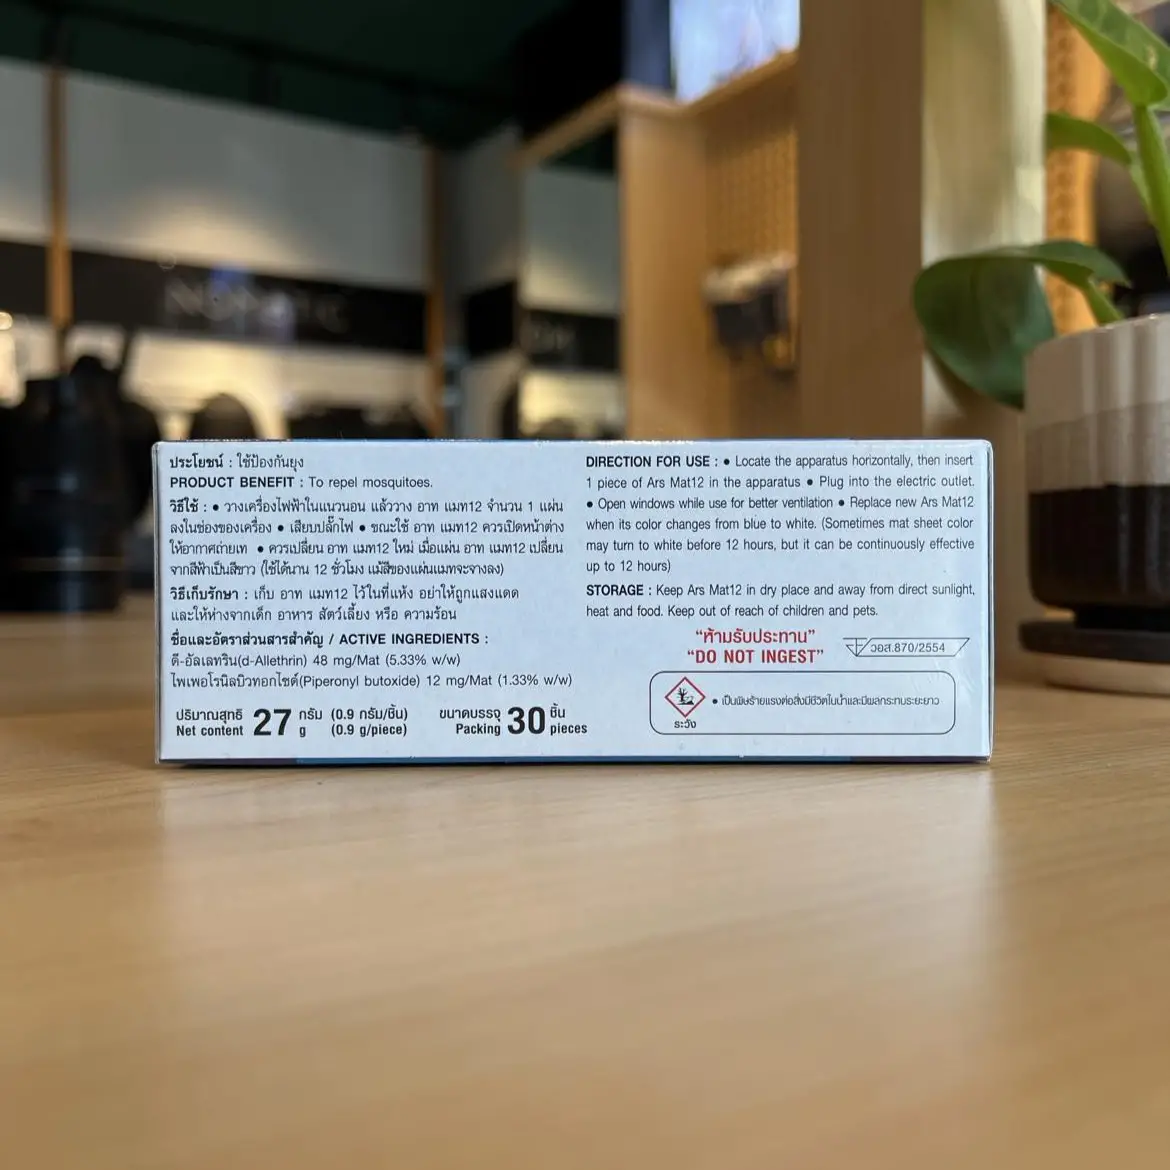 ประโยชน์ : ใช้ป้องกันยุง
PRODUCT BENEFIT : To repel mosquitoes.
วิธีใช้ : ● วางเครื่องไฟฟ้าในแนวนอน แล้ววาง อาท แมท12 จำนวน 1 แผ่น
ลงในช่องของเครื่อง ● เสียบปลั๊กไฟ ● ขณะใช้ อาท แมท12 ควรเปิดหน้าต่าง
ให้อากาศถ่ายเท ● ควรเปลี่ยน อาท แมท12 ใหม่ เมื่อแผ่น อาท แมท12 เปลี่ยน
จากสีฟ้าเป็นสีขาว (ใช้ได้นาน 12 ชั่วโมง แม้สีของแผ่นแมทจะจางลง)
วิธีเก็บรักษา : เก็บ อาท แมท12 ไว้ในที่แห้ง อย่าให้ถูกแสงแดด
และให้ห่างจากเด็ก อาหาร สัตว์เลี้ยง หรือ ความร้อน
ชื่อและอัตราส่วนสารสำคัญ / ACTIVE INGREDIENTS :
ดี-อัลเลทริน(d-Allethrin) 48 mg/Mat (5.33% w/w)
ไพเพอโรนิลบิวทอกไซด์(Piperonyl butoxide) 12 mg/Mat (1.33% w/w)
ปริมาณสุทธิ 27 กรัม (0.9 กรัม/ชิ้น) ขนาดบรรจุ 30 ชิ้น
Net content g (0.9 g/piece) Packing pieces
DIRECTION FOR USE : ● Locate the apparatus horizontally, then insert
1 piece of Ars Mat12 in the apparatus ● Plug into the electric outlet.
● Open windows while use for better ventilation ● Replace new Ars Mat12
when its color changes from blue to white. (Sometimes mat sheet color
may turn to white before 12 hours, but it can be continuously effective
up to 12 hours)
STORAGE : Keep Ars Mat12 in dry place and away from direct sunlight,
heat and food. Keep out of reach of children and pets.
"ห้ามรับประทาน"
"DO NOT INGEST"
วอส.870/2554
● เป็นพิษร้ายแรงต่อสิ่งมีชีวิตในน้ำและมีผลกระทบระยะยาว
ระวัง